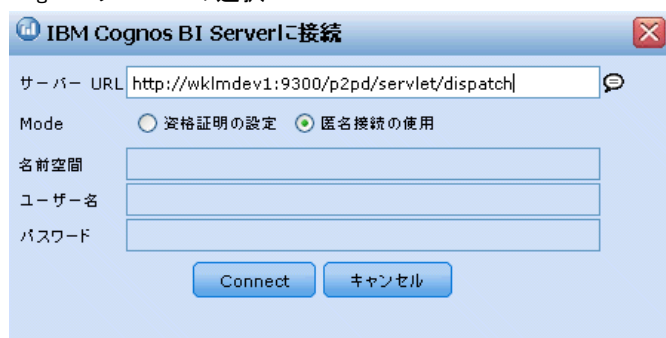 IBM Cognos BI Serverに接続
サーバー URL http://wklmdev1:9300/p2pd/servlet/dispatch
Mode 資格証明の設定 匿名接続の使用
名前空間
ユーザー名
パスワード
Connect キャンセル